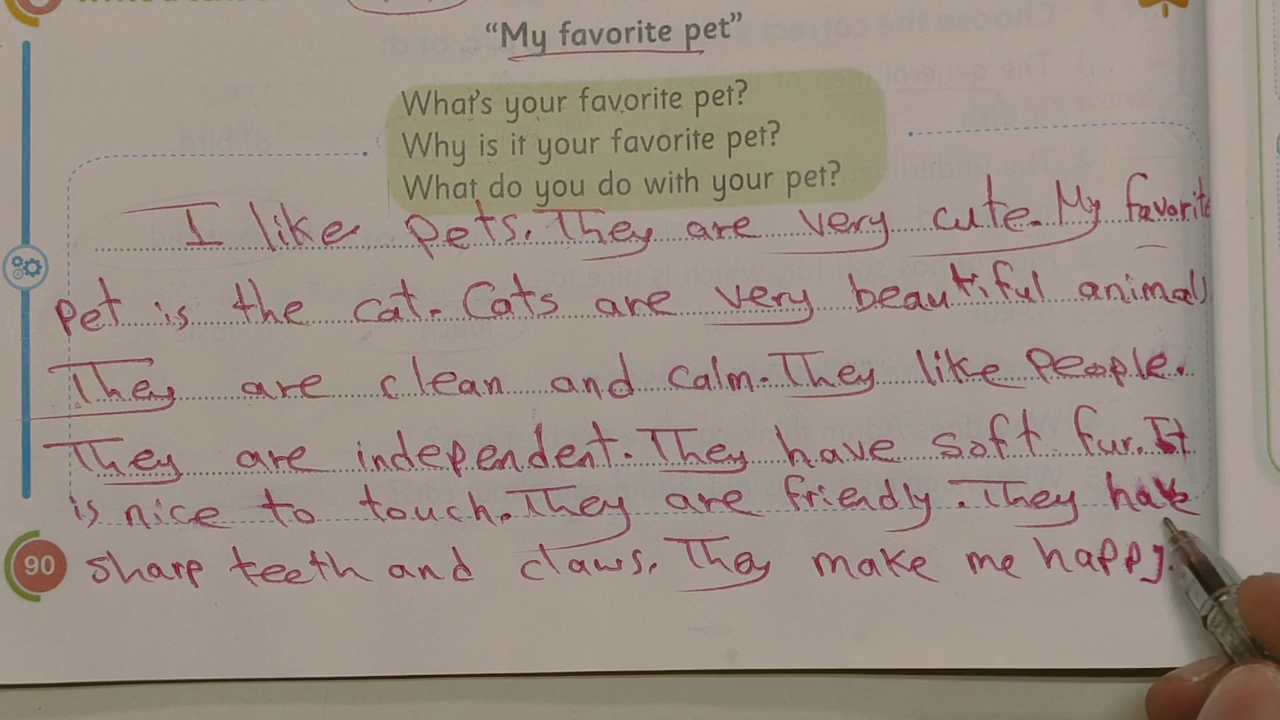 "My favorite pet"
What's your favorite pet?
Why is it your favorite pet?
What do you do with your pet?
I like pets. They are very cute. My favorite
pet is the cat. Cats are very beautiful animals
They are clean and calm. They like people.
They are independent. They have soft fur. It
is nice to touch. They are friendly. They have
90 sharp teeth and claws. They make me happy.